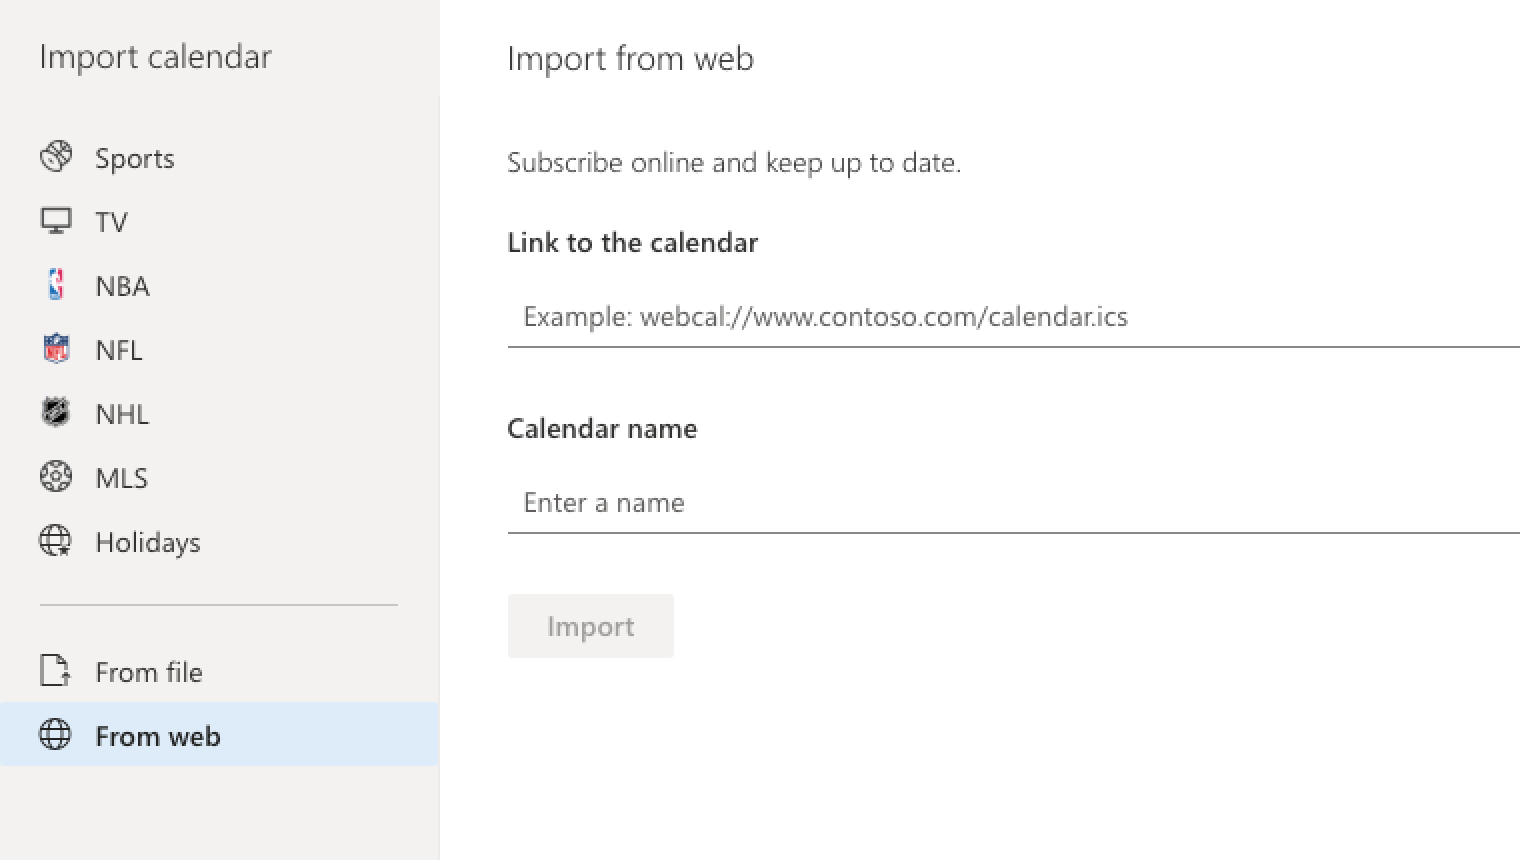 Import calendar
Sports
TV
NBA
NFL
NHL
MLS
Holidays
From file
From web
Import from web
Subscribe online and keep up to date.
Link to the calendar
Example: webcal://www.contoso.com/calendar.ics
Calendar name
Enter a name
Import